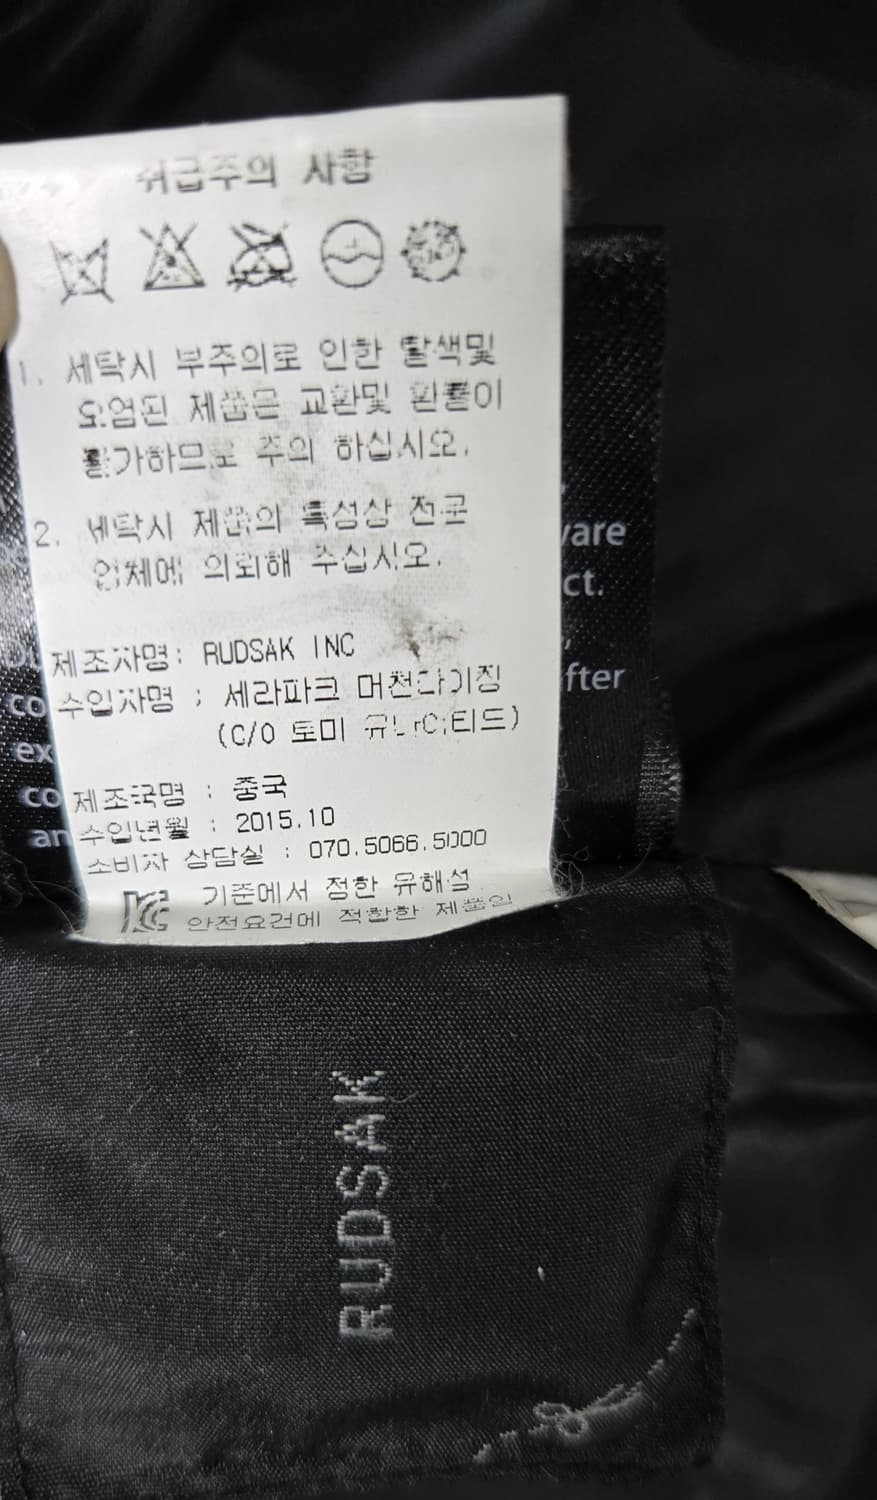 취급주의 사항
1. 세탁시 부주의로 인한 탈색및
오염된 제품은 교환및 환불이
불가하므로 주의 하십시오.
2. 세탁시 제품의 특성상 전문
업체에 의뢰해 주십시오.
제조자명: RUDSAK INC
수입자명 : 세라파크 머천다이징
(C/O 토미 유나이티드)
제조국명 : 중국
수입년월 : 2015.10
소비자 상담실 : 070.5066.5000
KC 기준에서 정한 유해성
안전요건에 적합한 제품임
ct.
fter
co
ex
co
an
RUDSAK